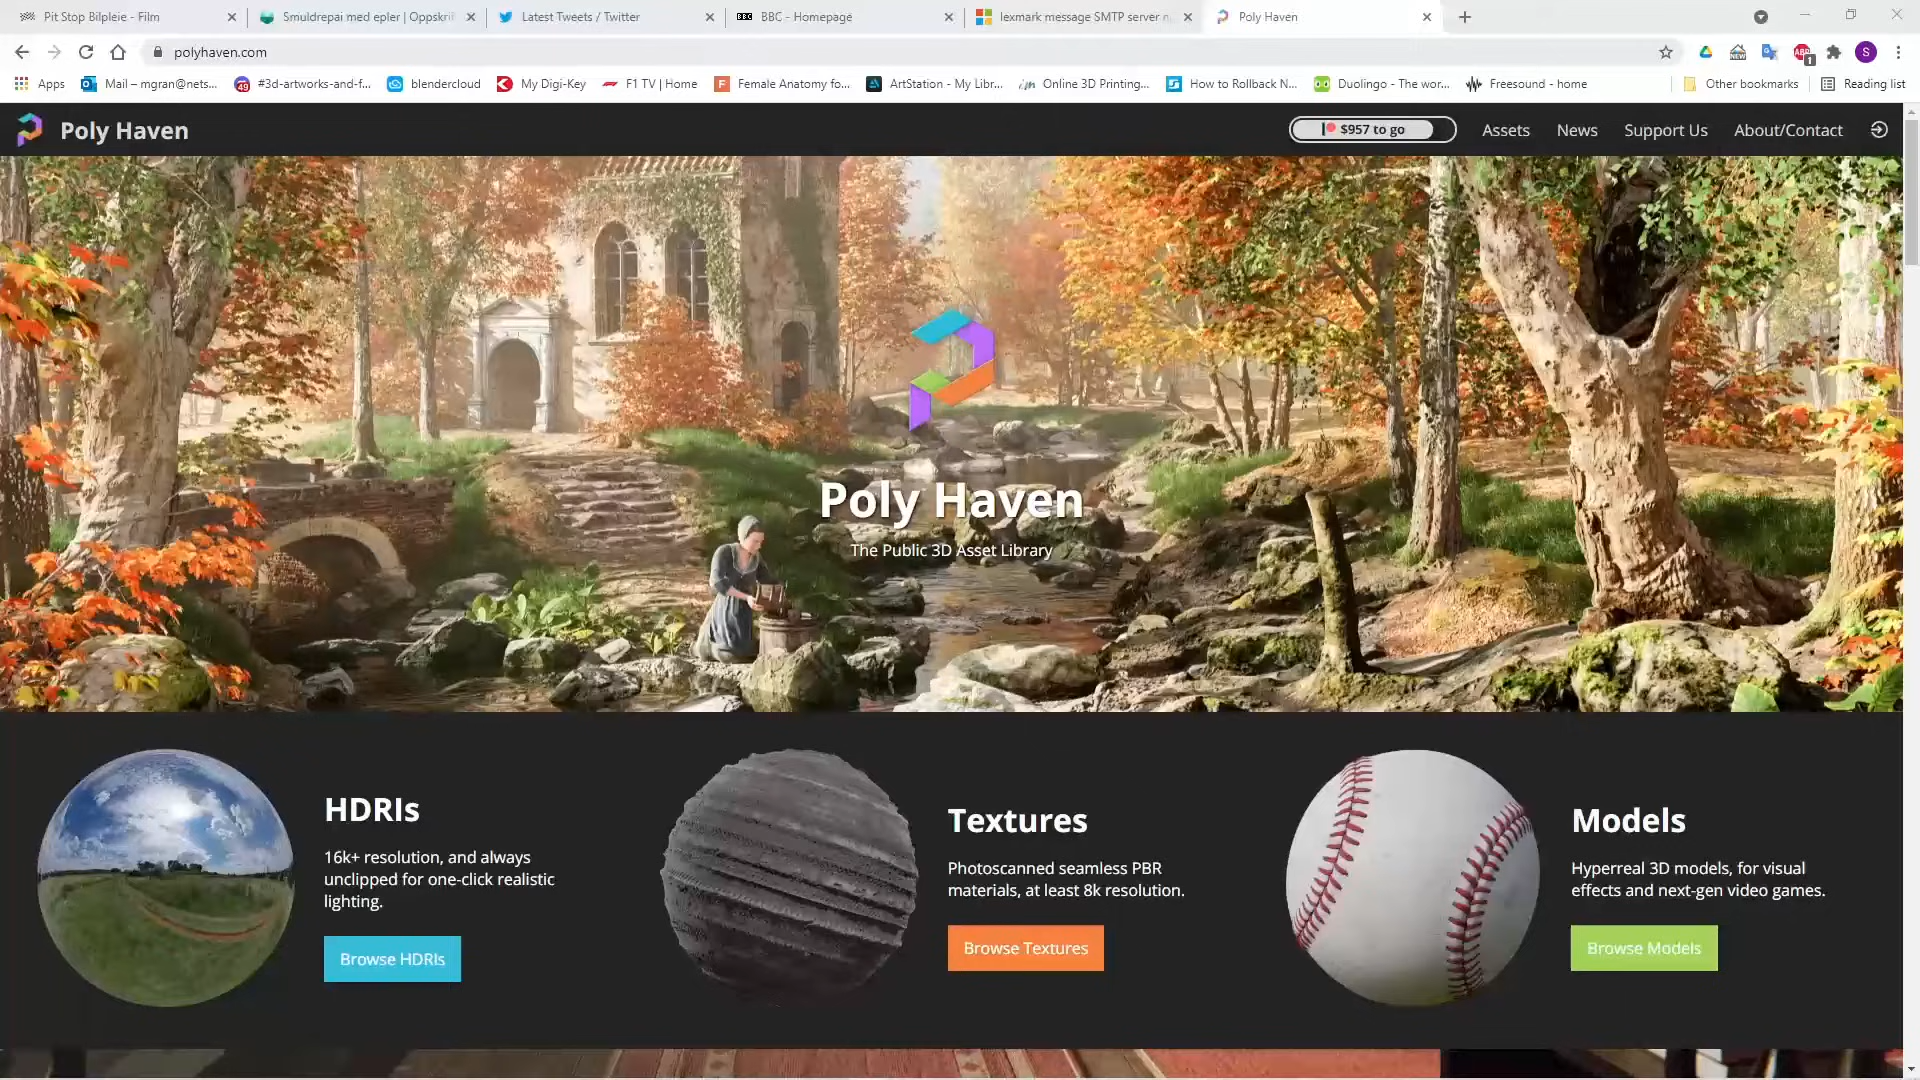 Pit Stop Bilpleie - Film
Smuldrepai med epler | Oppskrif
Latest Tweets / Twitter
BBC - Homepage
lexmark message SMTP server n
Poly Haven
polyhaven.com
S
Apps
Mail – mgran@nets...
#3d-artworks-and-f...
blendercloud
My Digi-Key
F1 TV | Home
Female Anatomy fo...
ArtStation - My Libr...
Online 3D Printing...
How to Rollback N...
Duolingo - The wor...
Freesound - home
Other bookmarks
Reading list
Poly Haven
$957 to go
Assets
News
Support Us
About/Contact
Poly Haven
The Public 3D Asset Library
HDRIs
16k+ resolution, and always
unclipped for one-click realistic
lighting.
Browse HDRIs
Textures
Photoscanned seamless PBR
materials, at least 8k resolution.
Browse Textures
Models
Hyperreal 3D models, for visual
effects and next-gen video games.
Browse Models